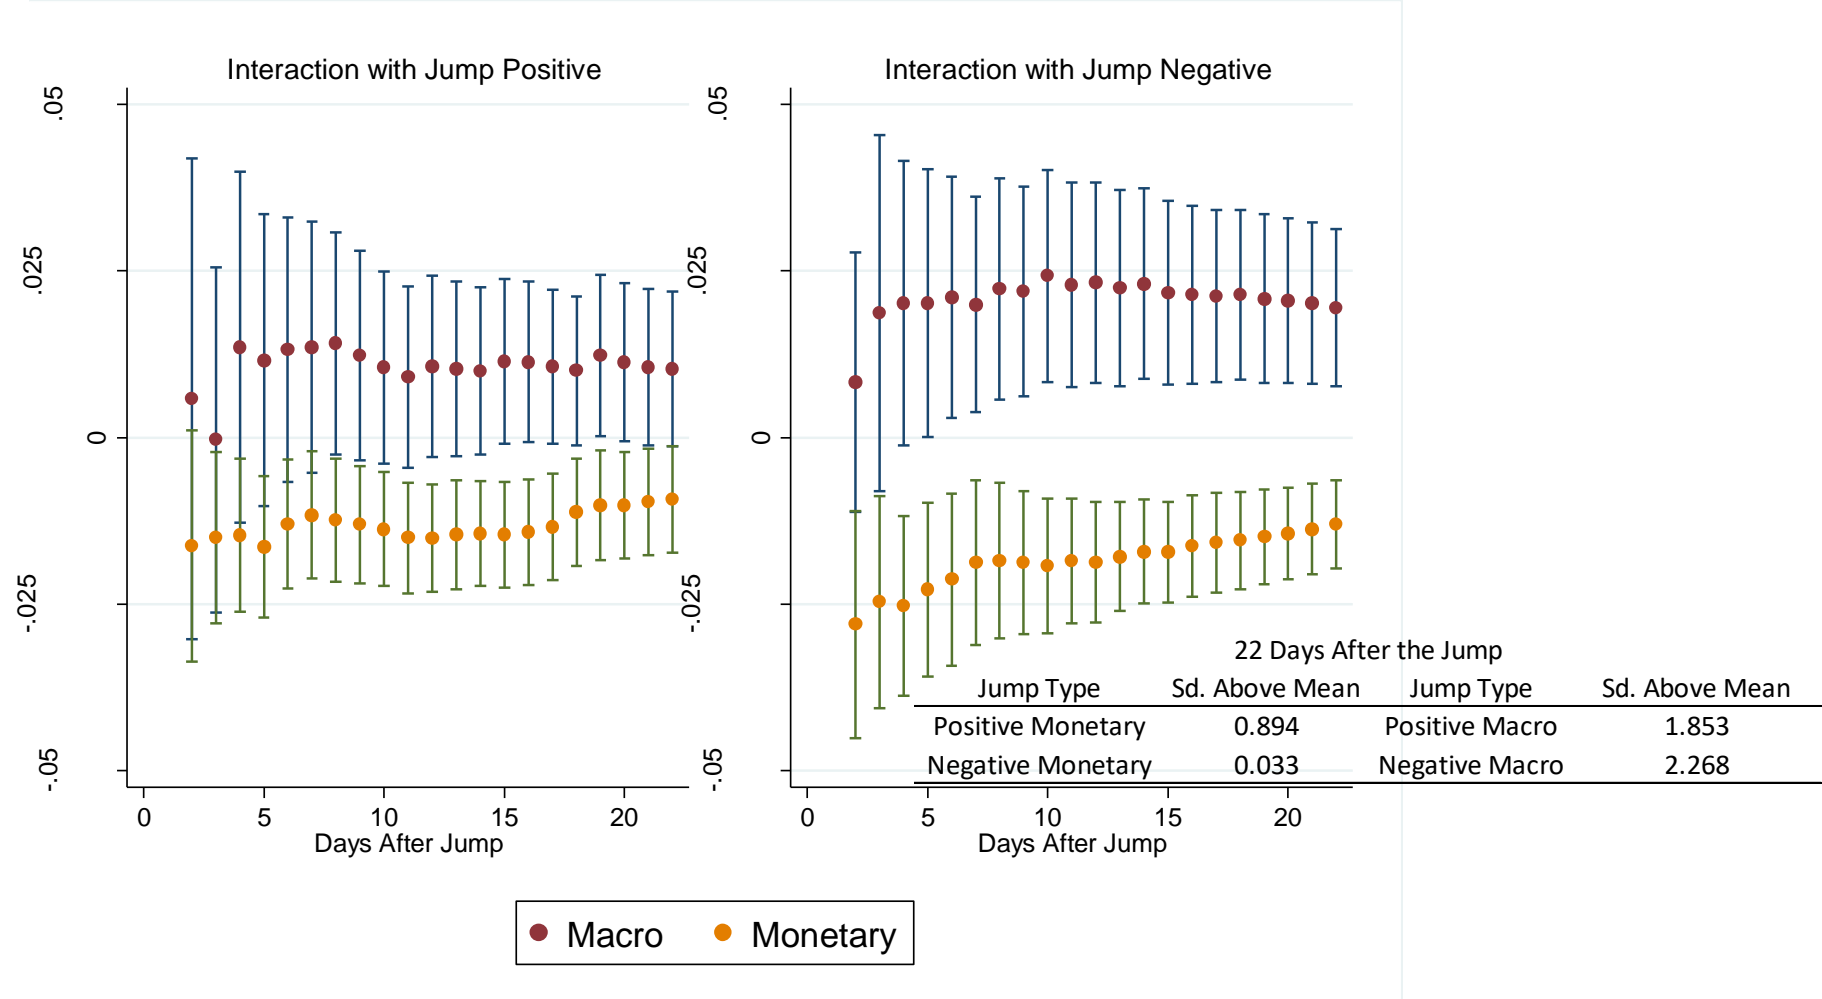 Interaction with Jump Positive
.05
.025
0
-.025
-.05
0 5 10 15 20
Days After Jump
Interaction with Jump Negative
.05
.025
0
-.025
-.05
0 5 10 15 20
Days After Jump
22 Days After the Jump
Jump Type Sd. Above Mean Jump Type Sd. Above Mean
Positive Monetary 0.894 Positive Macro 1.853
Negative Monetary 0.033 Negative Macro 2.268
Macro Monetary